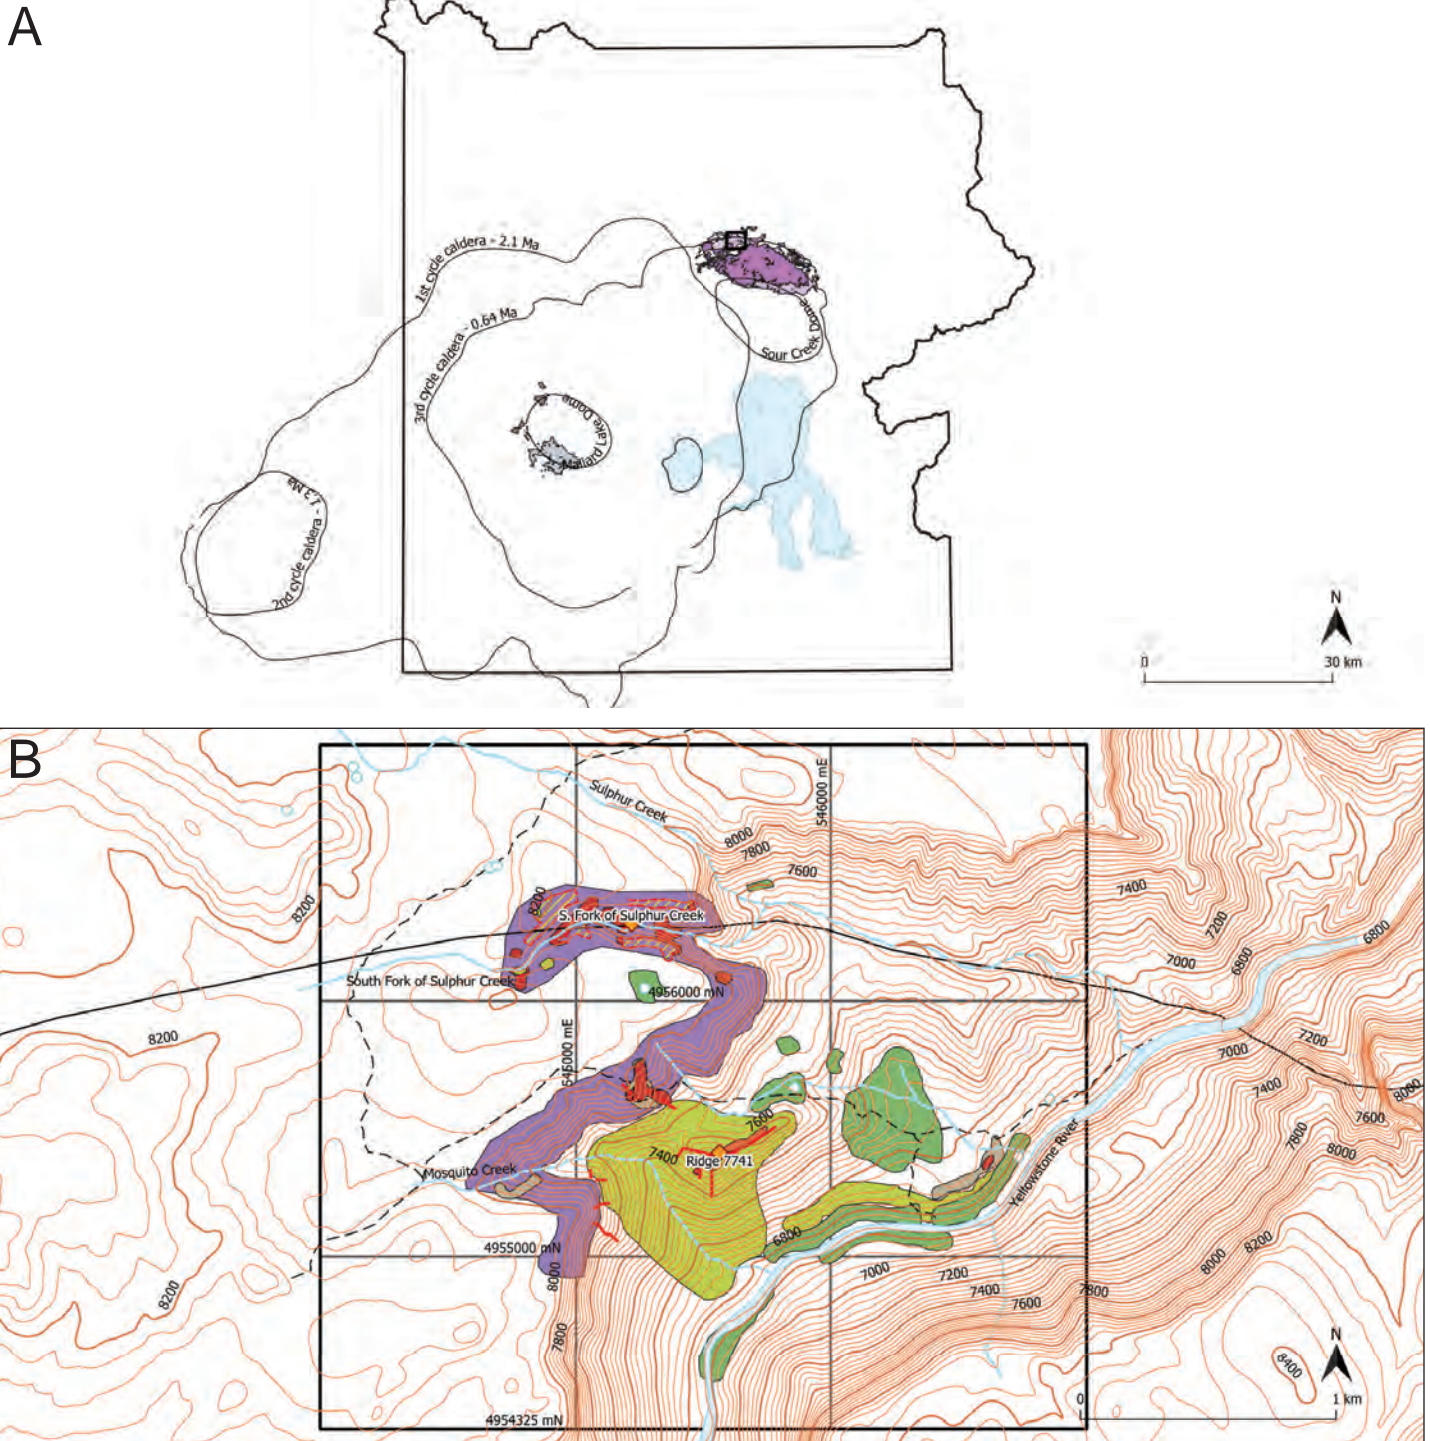 A
1st cycle caldera - 2.1 Ma
3rd cycle caldera - 0.64 Ma
Sour Creek Dome
Mallard Lake Dome
2nd cycle caldera - 1.3 Ma
N
0 30 km
B
Sulphur Creek
546000 mE
8000
7800
7600
7400
8200
8200
S. Fork of Sulphur Creek
7200
6800
6800
7000
South Fork of Sulphur Creek
4956000 mN
8200
545000 mE
7200
7000
7400
8000
7600
7600
7800
8000
7400
Ridge 7741
Mosquito Creek
Yellowstone River
6800
4955000 mN
8000
8200
8000
8200
7000
7200
7400
7600
7800
7800
N
8400
0 1 km
4954325 mN